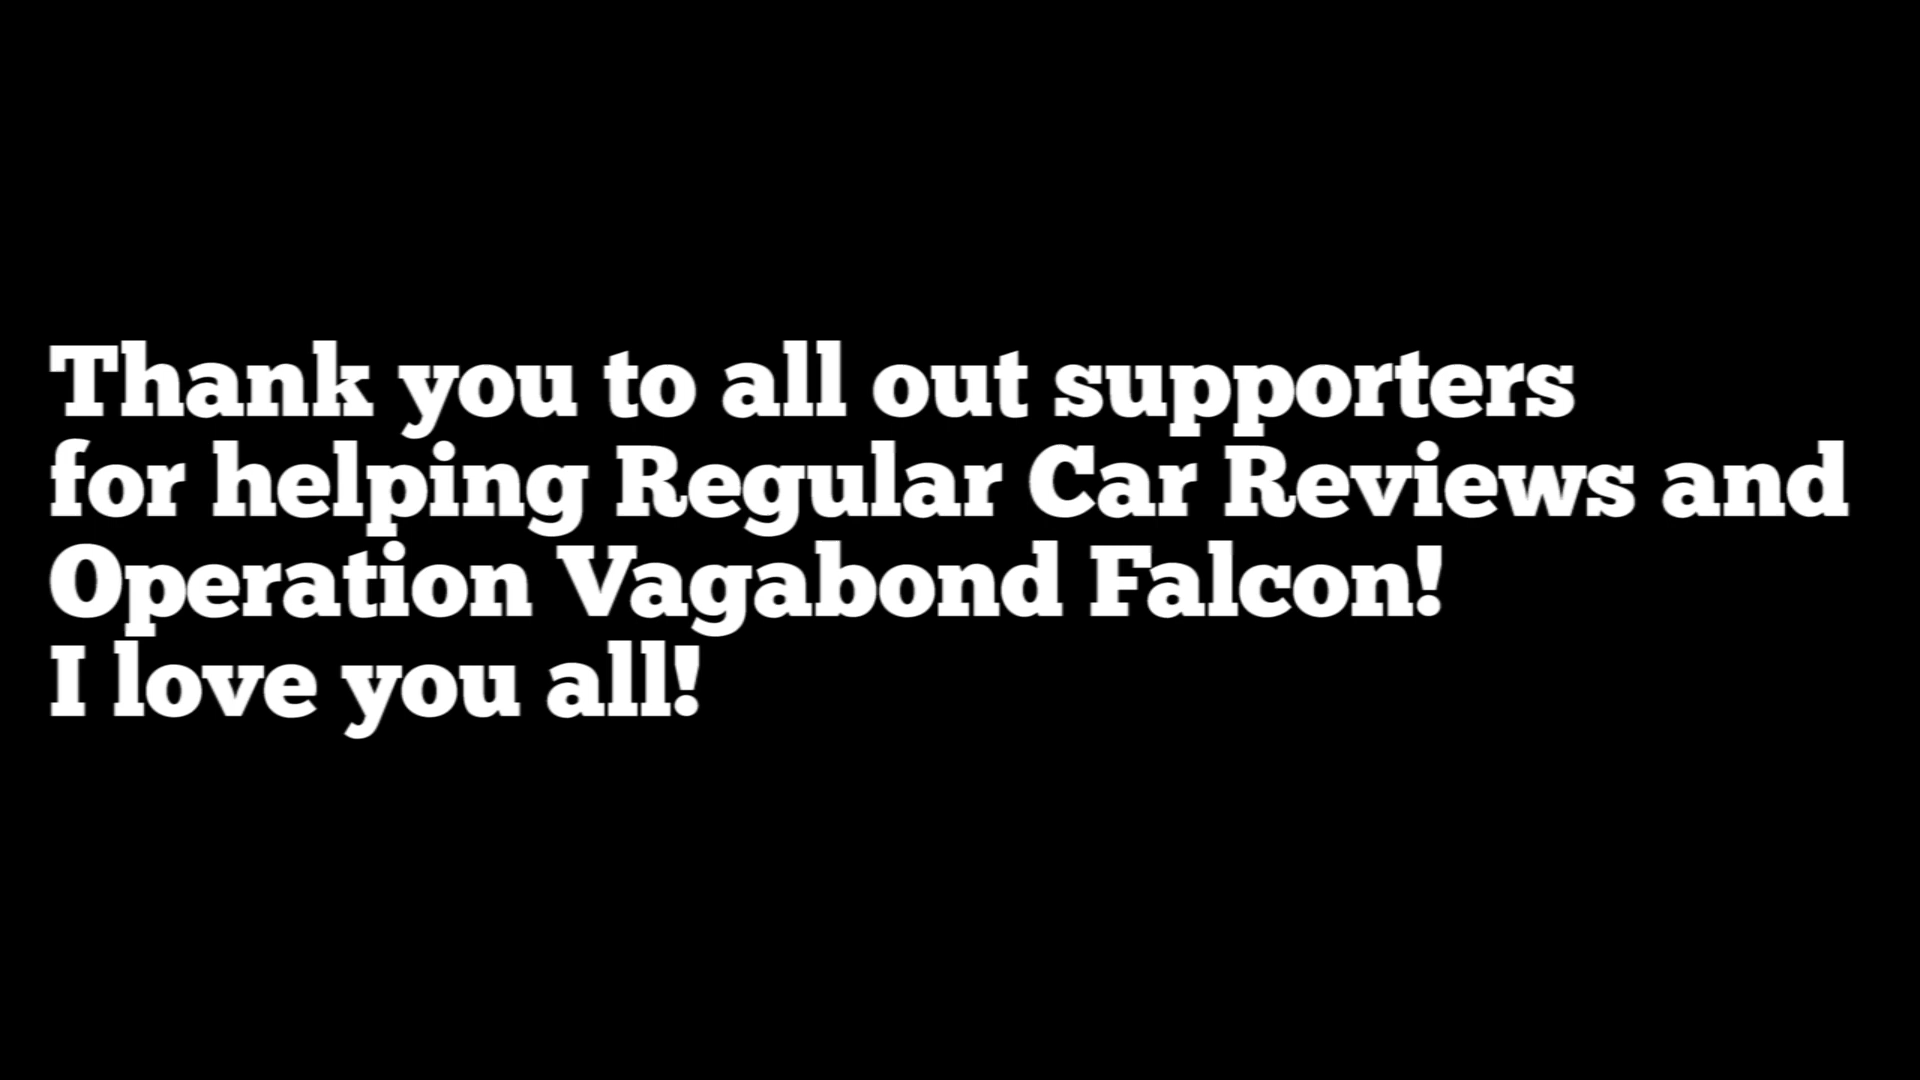 Thank you to all out supporters
for helping Regular Car Reviews and
Operation Vagabond Falcon!
I love you all!